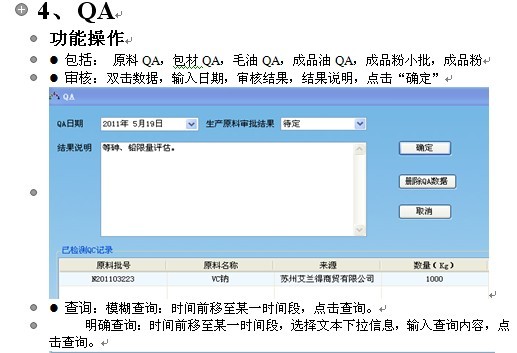 4、QA
功能操作
● 包括： 原料 QA，包材 QA，毛油 QA，成品油 QA，成品粉小批，成品粉
● 审核：双击数据，输入日期，审核结果，结果说明，点击“确定”
QA
QA日期 2011年 5月19日 生产原料审批结果 待定
结果说明 等砷、铅限量评估。 确定
删除QA数据
取消
已检测QC记录
原料批号 原料名称 来源 数量（Kg）
N201103223 VC钠 苏州艾兰得商贸有限公司 1000
● 查询：模糊查询：时间前移至某一时间段，点击查询。
明确查询：时间前移至某一时间段，选择文本下拉信息，输入查询内容，点
击查询。